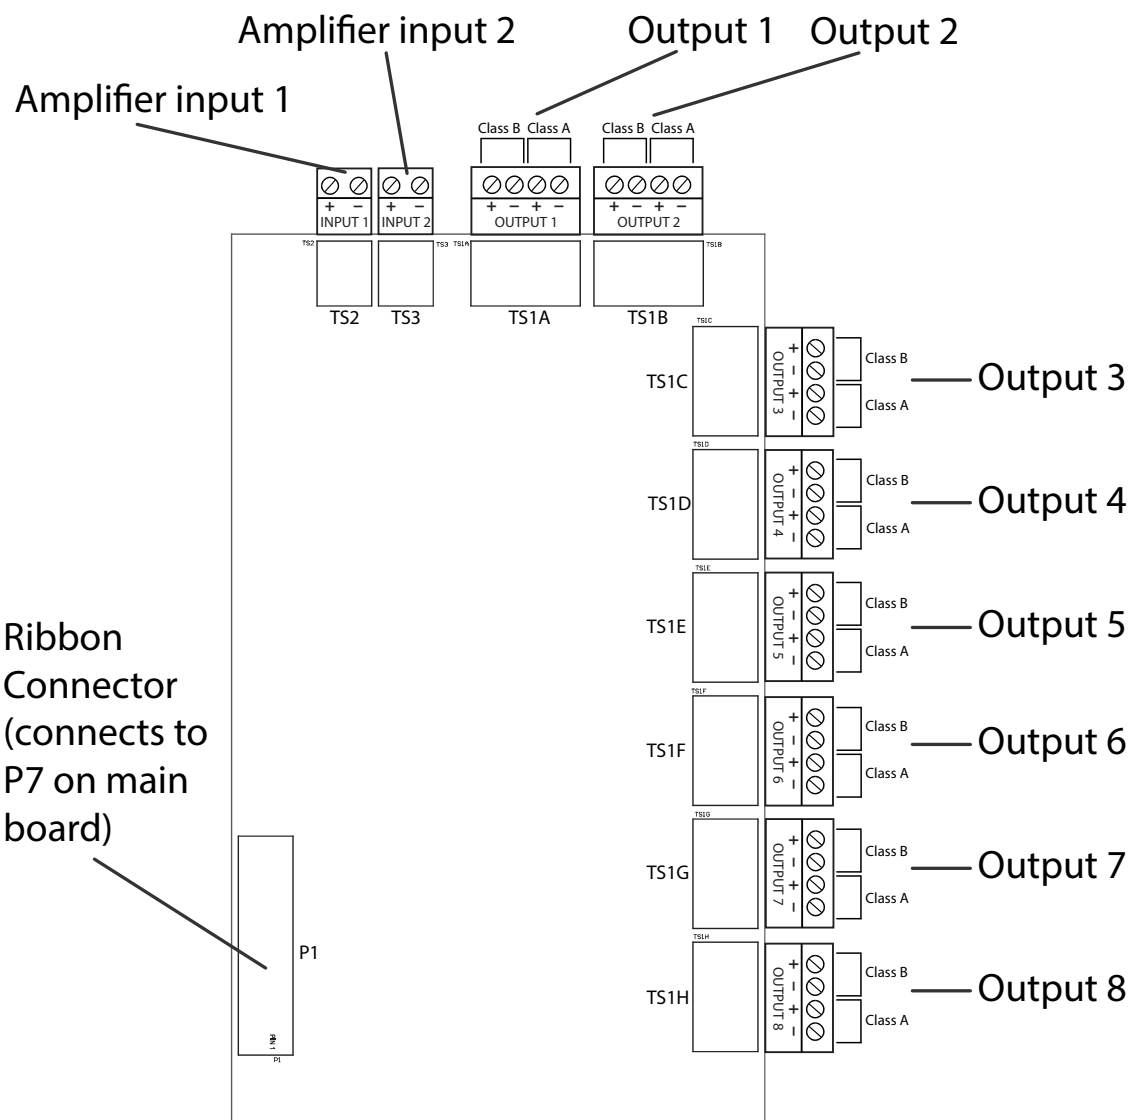 Amplifier input 2
Output 1
Output 2
Amplifier input 1
Class B Class A
Class B Class A
+ −
INPUT 1
+ −
INPUT 2
+ − + −
OUTPUT 1
+ − + −
OUTPUT 2
TS2
TS3
TS1A
TS1B
TS2
TS3
TS1A
TS1B
TS1C
TS1C
+ − + −
OUTPUT 3
Class B
Class A
Output 3
TS1D
TS1D
+ − + −
OUTPUT 4
Class B
Class A
Output 4
TS1E
TS1E
+ − + −
OUTPUT 5
Class B
Class A
Output 5
TS1F
TS1F
+ − + −
OUTPUT 6
Class B
Class A
Output 6
TS1G
TS1G
+ − + −
OUTPUT 7
Class B
Class A
Output 7
TS1H
TS1H
+ − + −
OUTPUT 8
Class B
Class A
Output 8
Ribbon
Connector
(connects to
P7 on main
board)
P1
PIN 1
P1